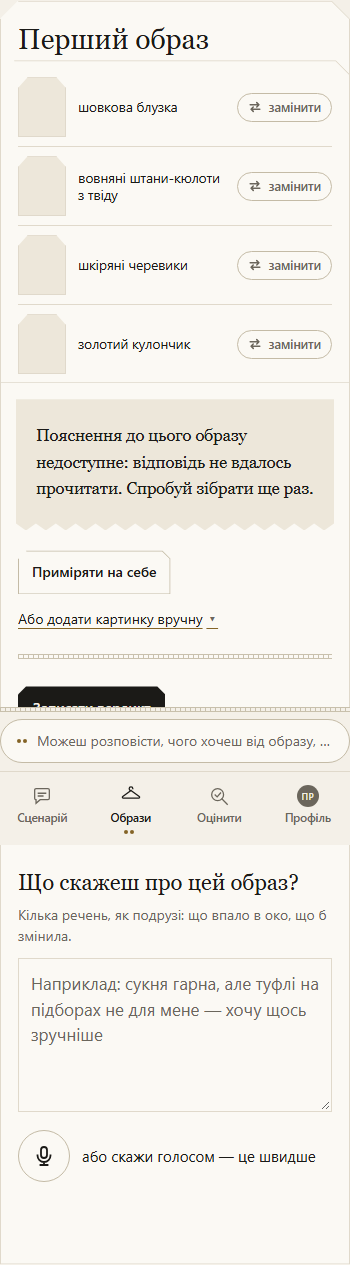 Перший образ
шовкова блузка
замінити
вовняні штани-кюлоти
з твіду
замінити
шкіряні черевики
замінити
золотий кулончик
замінити
Пояснення до цього образу
недоступне: відповідь не вдалось
прочитати. Спробуй зібрати ще раз.
Приміряти на себе
Або додати картинку вручну
Можеш розповісти, чого хочеш від образу, ...
Сценарій
Образи
Оцінити
ПР
Профіль
Що скажеш про цей образ?
Кілька речень, як подрузі: що впало в око, що б
змінила.
Наприклад: сукня гарна, але туфлі на
підборах не для мене — хочу щось
зручніше
або скажи голосом — це швидше